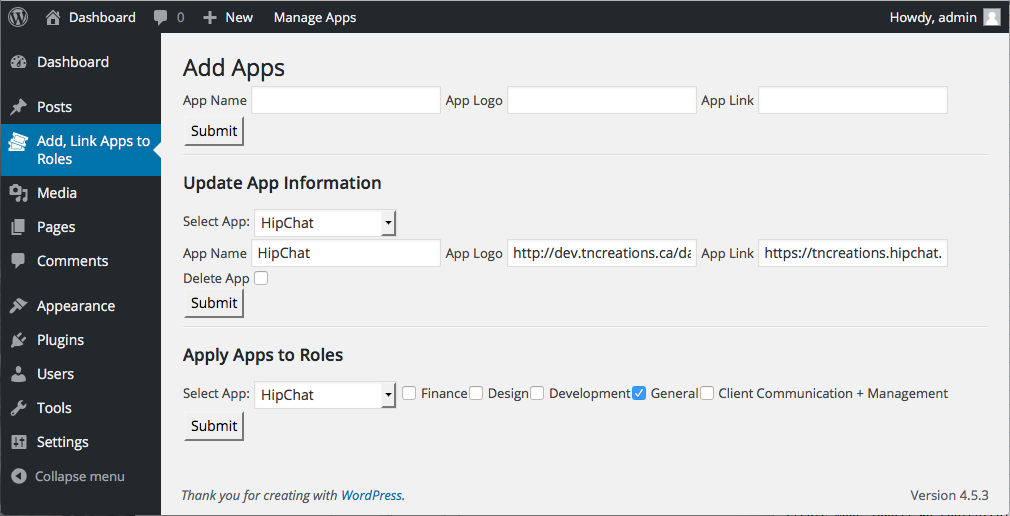 Dashboard 0 New Manage Apps Howdy, admin
Dashboard
Posts
Add, Link Apps to
Roles
Media
Pages
Comments
Appearance
Plugins
Users
Tools
Settings
Collapse menu
Add Apps
App Name App Logo App Link
Submit
Update App Information
Select App: HipChat
App Name HipChat App Logo http://dev.tncreations.ca/da App Link https://tncreations.hipchat.
Delete App
Submit
Apply Apps to Roles
Select App: HipChat Finance Design Development General Client Communication + Management
Submit
Thank you for creating with WordPress. Version 4.5.3